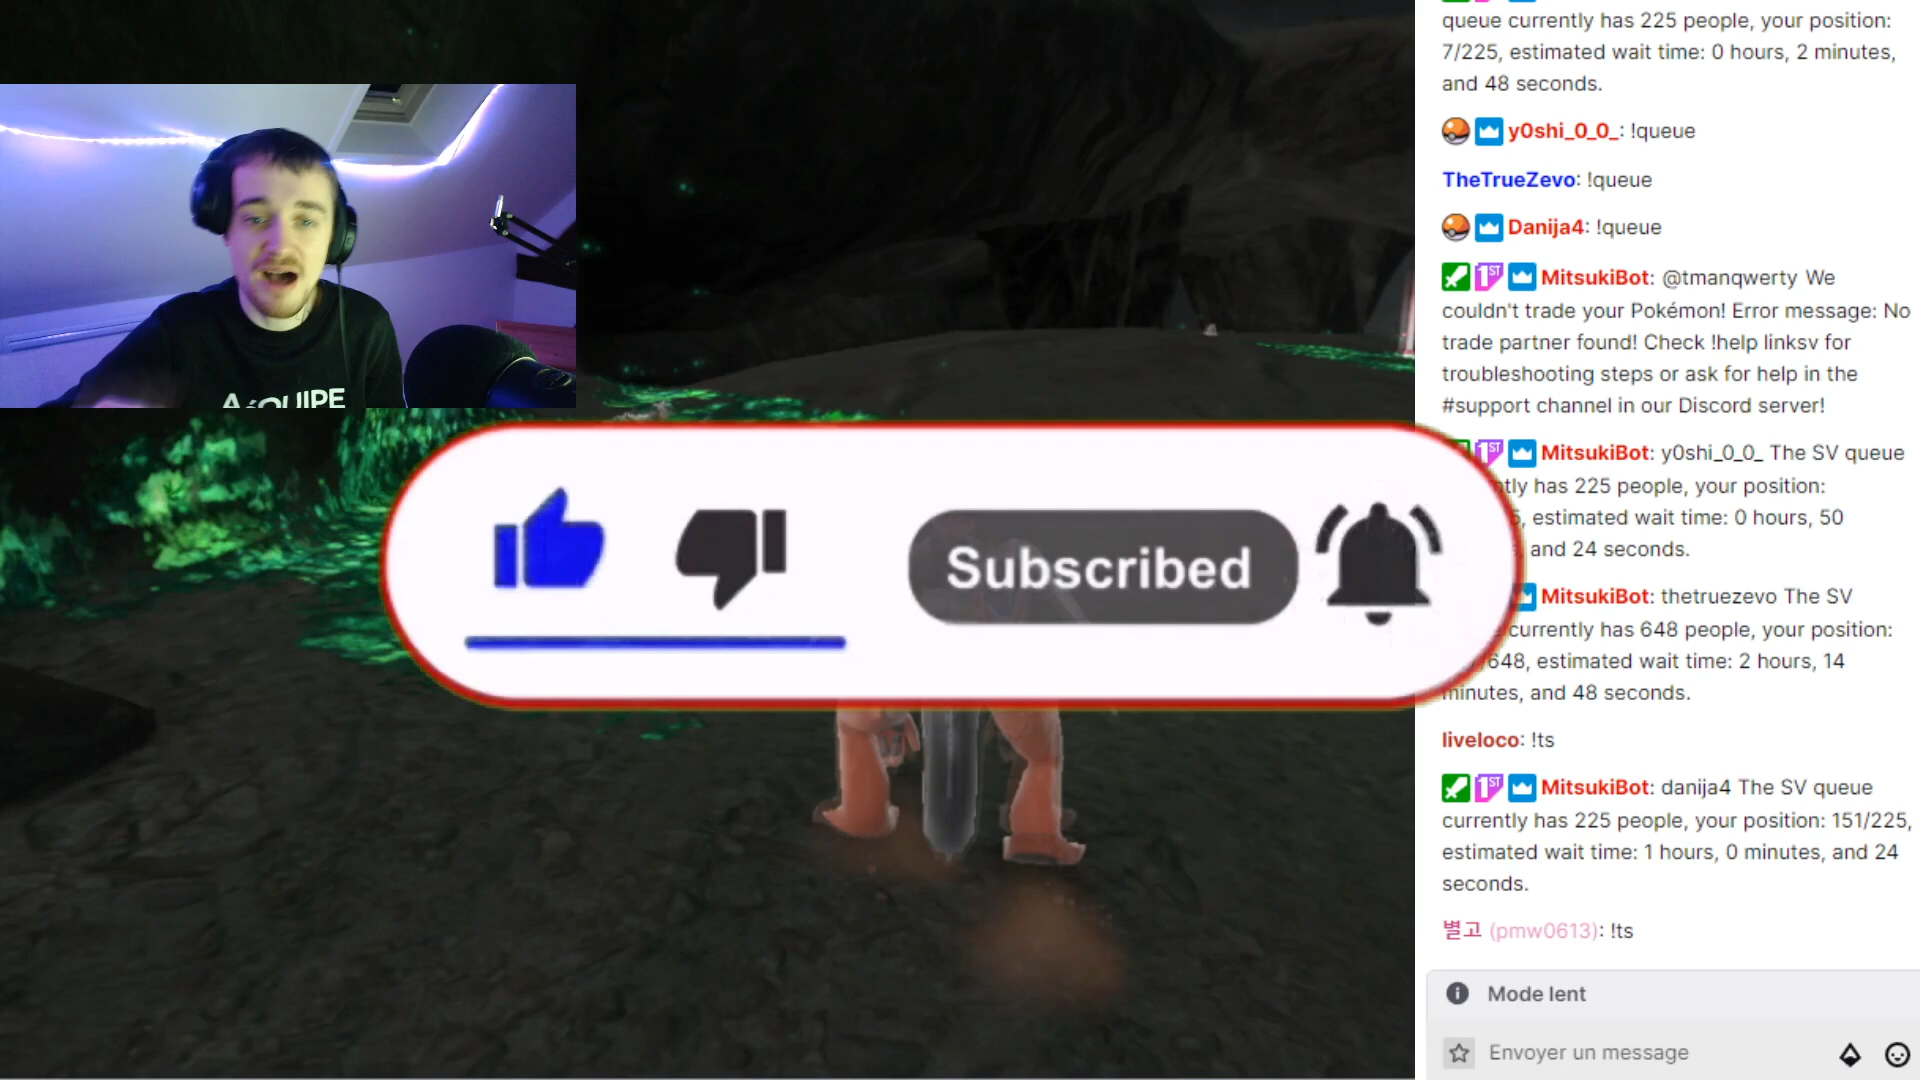 queue currently has 225 people, your position:
7/225, estimated wait time: 0 hours, 2 minutes,
and 48 seconds.
y0shi_0_0_: !queue
TheTrueZevo: !queue
Danija4: !queue
1ST MitsukiBot: @tmanqwerty We
couldn't trade your Pokémon! Error message: No
trade partner found! Check !help linksv for
troubleshooting steps or ask for help in the
#support channel in our Discord server!
1ST MitsukiBot: y0shi_0_0_ The SV queue
has 225 people, your position:
estimated wait time: 0 hours, 50
and 24 seconds.
MitsukiBot: thetruezevo The SV
currently has 648 people, your position:
/648, estimated wait time: 2 hours, 14
minutes, and 48 seconds.
liveloco: !ts
1ST MitsukiBot: danija4 The SV queue
currently has 225 people, your position: 151/225,
estimated wait time: 1 hours, 0 minutes, and 24
seconds.
별고 (pmw0613): !ts
Mode lent
Envoyer un message
Subscribed